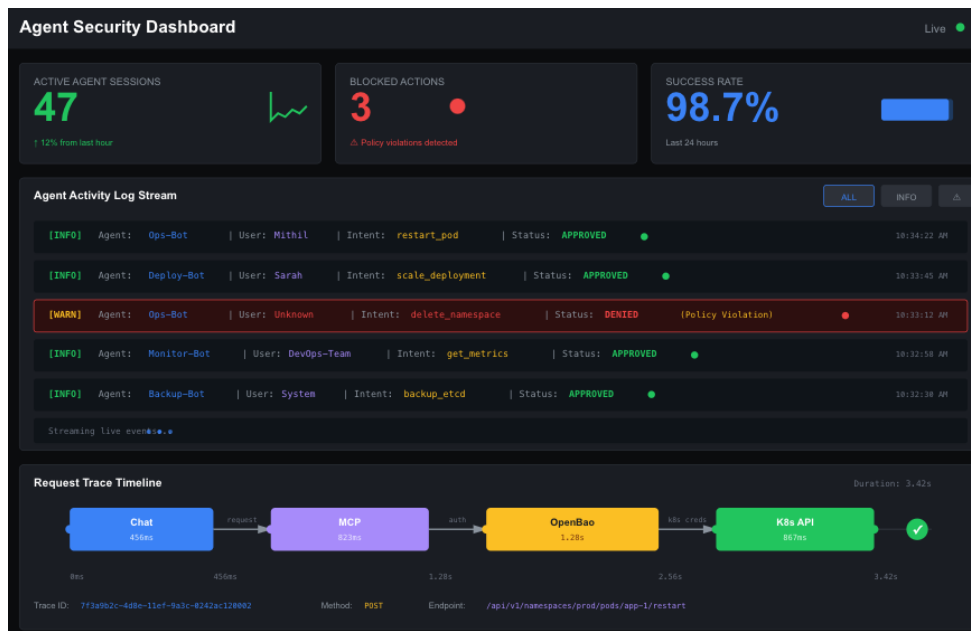 Agent Security Dashboard
Live
ACTIVE AGENT SESSIONS
47
↑ 12% from last hour
BLOCKED ACTIONS
3
⚠ Policy violations detected
SUCCESS RATE
98.7%
Last 24 hours
Agent Activity Log Stream
ALL INFO ⚠
[INFO] Agent: Ops-Bot | User: Mithil | Intent: restart_pod | Status: APPROVED 10:34:22 AM
[INFO] Agent: Deploy-Bot | User: Sarah | Intent: scale_deployment | Status: APPROVED 10:33:45 AM
[WARN] Agent: Ops-Bot | User: Unknown | Intent: delete_namespace | Status: DENIED (Policy Violation) 10:33:12 AM
[INFO] Agent: Monitor-Bot | User: DevOps-Team | Intent: get_metrics | Status: APPROVED 10:32:58 AM
[INFO] Agent: Backup-Bot | User: System | Intent: backup_etcd | Status: APPROVED 10:32:30 AM
Streaming live events...
Request Trace Timeline
Duration: 3.42s
Chat
456ms
request
MCP
823ms
auth
OpenBao
1.28s
k8s creds
K8s API
867ms
0ms 456ms 1.28s 2.56s 3.42s
Trace ID: 7f3a9b2c-4d8e-11ef-9a3c-0242ac120002 Method: POST Endpoint: /api/v1/namespaces/prod/pods/app-1/restart